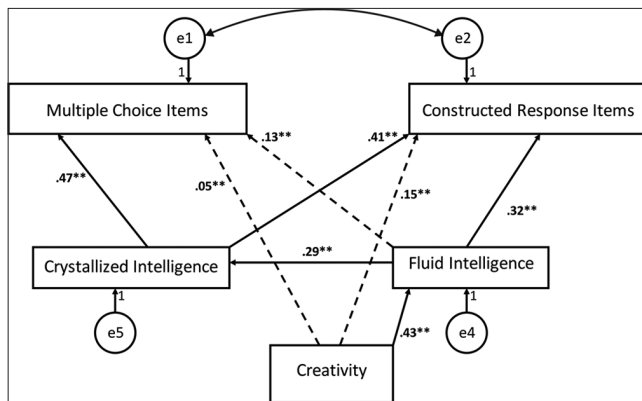 e1
e2
1
1
Multiple Choice Items
Constructed Response Items
.13**
.41**
.47**
.05**
.15**
.32**
.29**
Crystallized Intelligence
Fluid Intelligence
1
1
e5
.43**
e4
Creativity